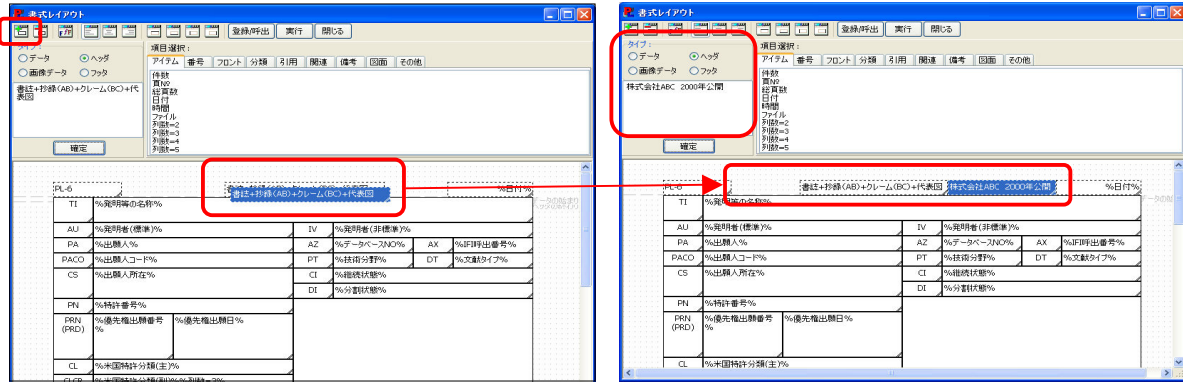 書式レイアウト
登録/呼出 実行 閉じる
タイプ:
○データ ◉ヘッダ
○画像データ ○フッタ
書誌+抄録(AB)+クレーム(BC)+代表図
確定
項目選択:
アイテム 番号 フロント 分類 引用 関連 備考 図面 その他
件数
頁№
総頁数
日付
時間
ファイル
列数=2
列数=3
列数=4
列数=5
PL-6 書誌+抄録(AB)+クレーム(BC)+代表図 %日付%
TI %発明等の名称%
AU %発明者(標準)% IV %発明者(非標準)%
PA %出願人% AZ %データベースNO% AX %IFI呼出番号%
PACO %出願人コード% PT %技術分野% DT %文献タイプ%
CS %出願人所在% CI %継続状態%
DI %分割状態%
PN %特許番号%
PRN (PRD) %優先権出願番号% %優先権出願日%
CL %米国特許分類(主)%
書式レイアウト
登録/呼出 実行 閉じる
タイプ:
○データ ◉ヘッダ
○画像データ ○フッタ
株式会社ABC 2000年公開
確定
項目選択:
アイテム 番号 フロント 分類 引用 関連 備考 図面 その他
件数
頁№
総頁数
日付
時間
ファイル
列数=2
列数=3
列数=4
列数=5
PL-6 書誌+抄録(AB)+クレーム(BC)+代表図 株式会社ABC 2000年公開 %日付%
TI %発明等の名称%
AU %発明者(標準)% IV %発明者(非標準)%
PA %出願人% AZ %データベースNO% AX %IFI呼出番号%
PACO %出願人コード% PT %技術分野% DT %文献タイプ%
CS %出願人所在% CI %継続状態%
DI %分割状態%
PN %特許番号%
PRN (PRD) %優先権出願番号% %優先権出願日%
CL %米国特許分類(主)%